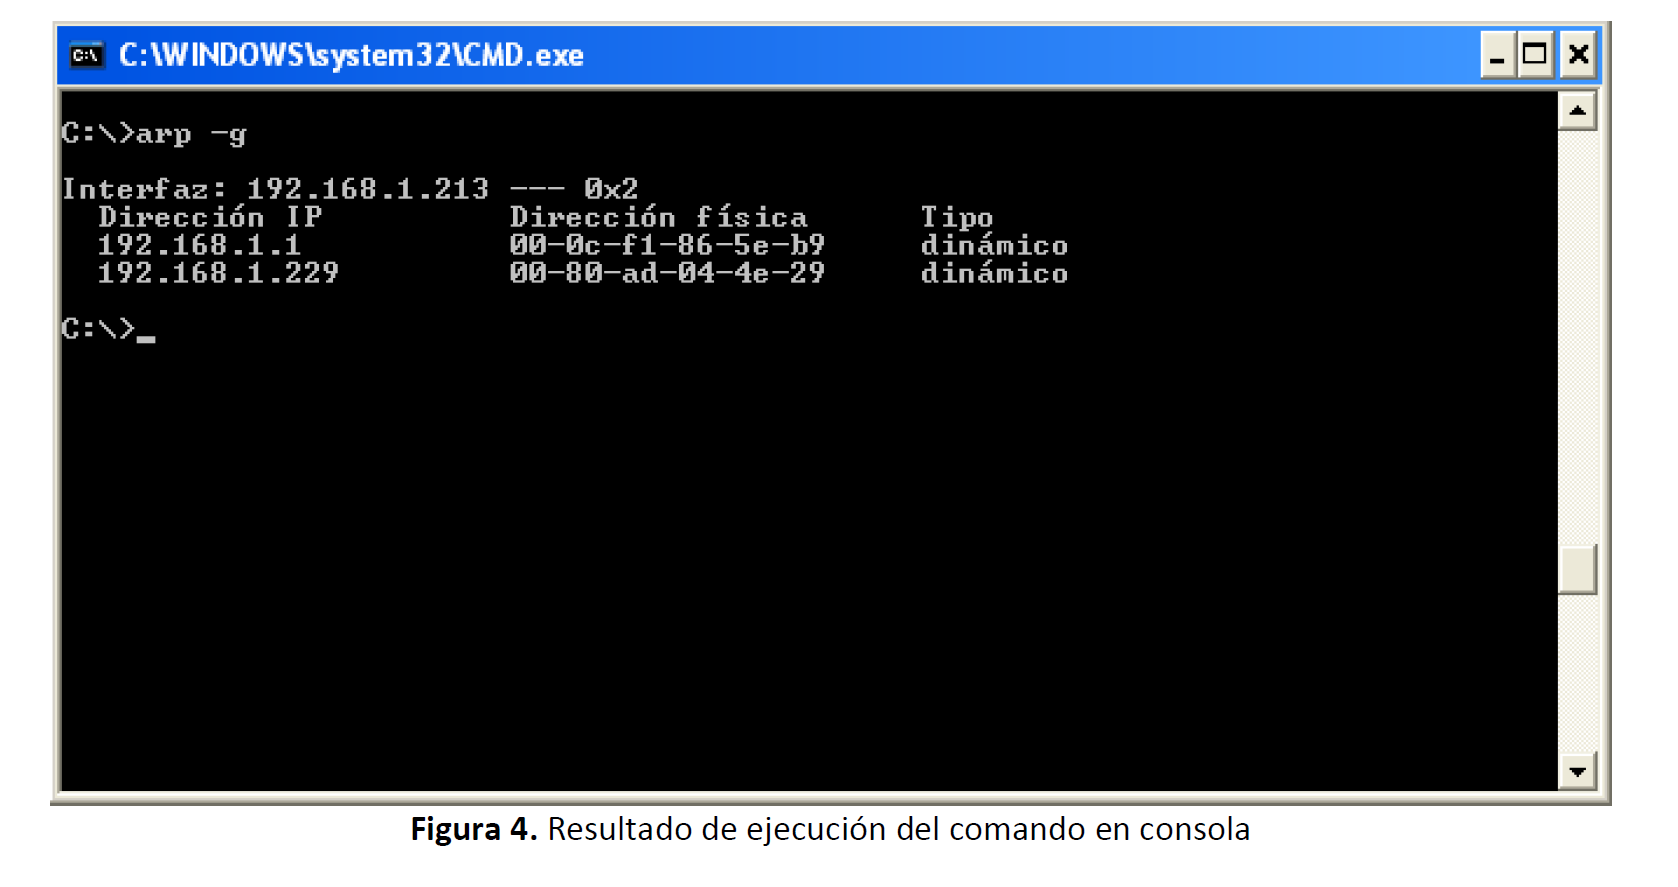 C:\WINDOWS\system32\CMD.exe
C:\>arp -g
Interfaz: 192.168.1.213 --- 0x2
Dirección IP Dirección física Tipo
192.168.1.1 00-0c-f1-86-5e-b9 dinámico
192.168.1.229 00-80-ad-04-4e-29 dinámico
C:\>_
Figura 4. Resultado de ejecución del comando en consola